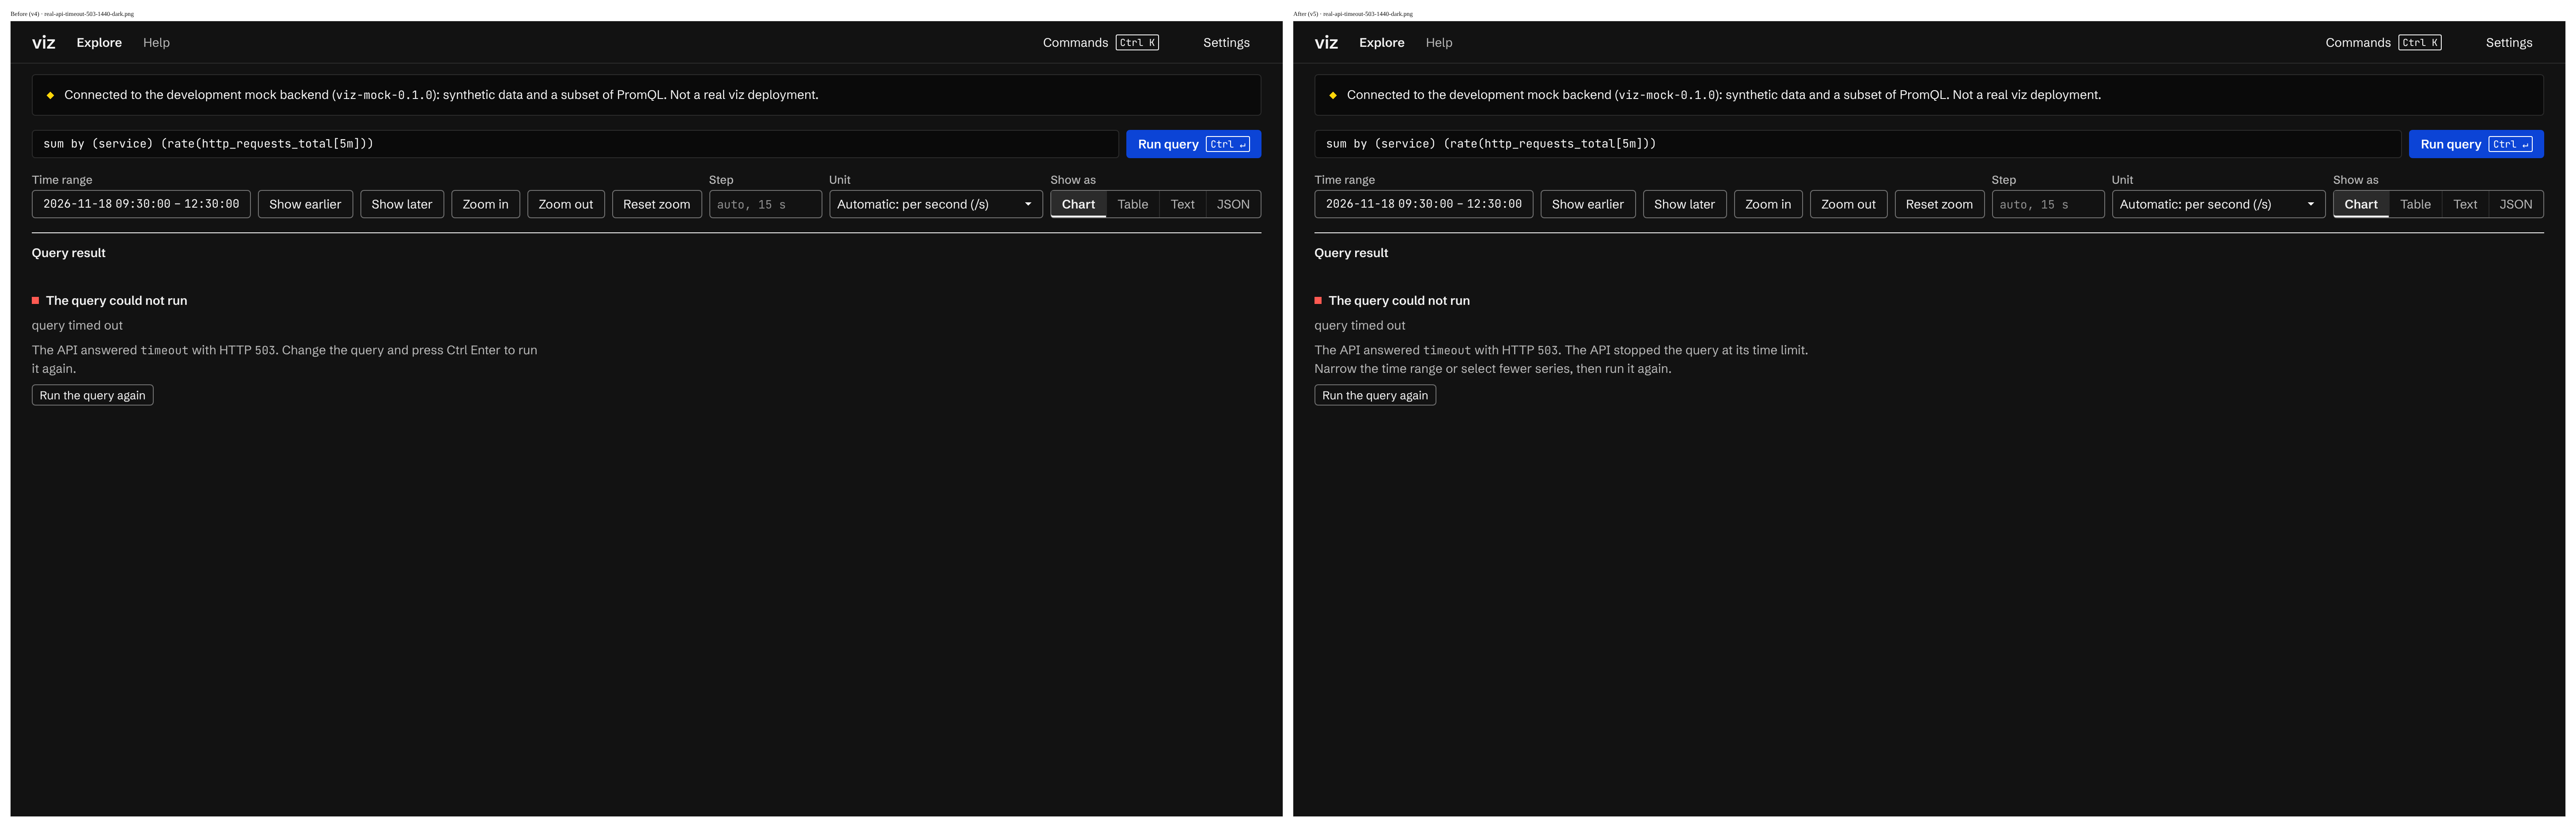 Before (v4) · real-api-timeout-503-1440-dark.png
viz Explore Help Commands Ctrl K Settings
Connected to the development mock backend (viz-mock-0.1.0): synthetic data and a subset of PromQL. Not a real viz deployment.
sum by (service) (rate(http_requests_total[5m])) Run query Ctrl ↵
Time range Step Unit Show as
2026-11-18 09:30:00 – 12:30:00 Show earlier Show later Zoom in Zoom out Reset zoom auto, 15 s Automatic: per second (/s) Chart Table Text JSON
Query result
The query could not run
query timed out
The API answered timeout with HTTP 503. Change the query and press Ctrl Enter to run
it again.
Run the query again
After (v5) · real-api-timeout-503-1440-dark.png
viz Explore Help Commands Ctrl K Settings
Connected to the development mock backend (viz-mock-0.1.0): synthetic data and a subset of PromQL. Not a real viz deployment.
sum by (service) (rate(http_requests_total[5m])) Run query Ctrl ↵
Time range Step Unit Show as
2026-11-18 09:30:00 – 12:30:00 Show earlier Show later Zoom in Zoom out Reset zoom auto, 15 s Automatic: per second (/s) Chart Table Text JSON
Query result
The query could not run
query timed out
The API answered timeout with HTTP 503. The API stopped the query at its time limit.
Narrow the time range or select fewer series, then run it again.
Run the query again